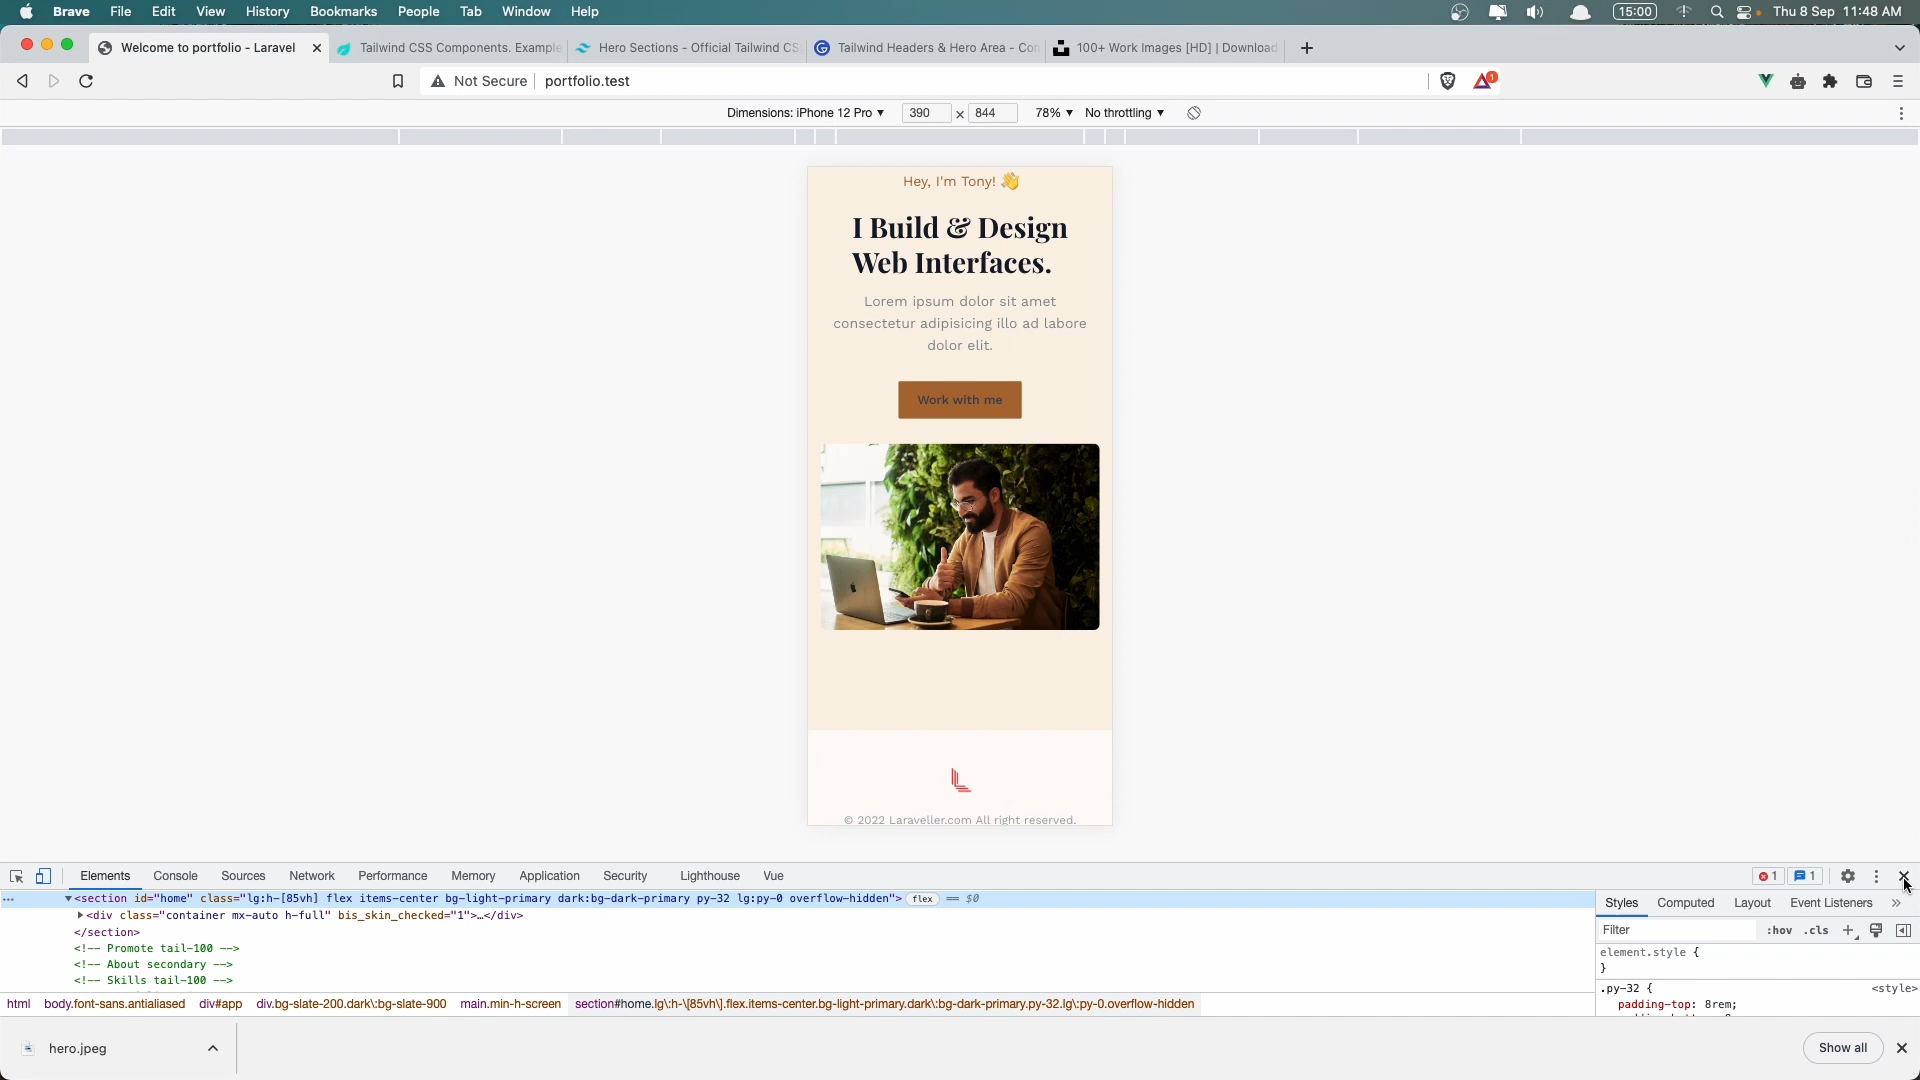 Brave File Edit View History Bookmarks People Tab Window Help 15:00 Thu 8 Sep 11:48 AM
Welcome to portfolio - Laravel Tailwind CSS Components. Example Hero Sections - Official Tailwind CS Tailwind Headers & Hero Area - Con 100+ Work Images [HD] | Download
Not Secure portfolio.test 1
Dimensions: iPhone 12 Pro 390 x 844 78% No throttling
Hey, I'm Tony! 👋
I Build & Design
Web Interfaces.
Lorem ipsum dolor sit amet
consectetur adipisicing illo ad labore
dolor elit.
Work with me
© 2022 Laraveller.com All right reserved.
Elements Console Sources Network Performance Memory Application Security Lighthouse Vue 1 1
<section id="home" class="lg:h-[85vh] flex items-center bg-light-primary dark:bg-dark-primary py-32 lg:py-0 overflow-hidden"> flex == $0
<div class="container mx-auto h-full" bis_skin_checked="1">…</div>
</section>
<!-- Promote tail-100 -->
<!-- About secondary -->
<!-- Skills tail-100 -->
Styles Computed Layout Event Listeners »
Filter :hov .cls +
element.style {
}
.py-32 { <style>
padding-top: 8rem;
html body.font-sans.antialiased div#app div.bg-slate-200.dark\:bg-slate-900 main.min-h-screen section#home.lg\:h-\[85vh\].flex.items-center.bg-light-primary.dark\:bg-dark-primary.py-32.lg\:py-0.overflow-hidden
hero.jpeg Show all